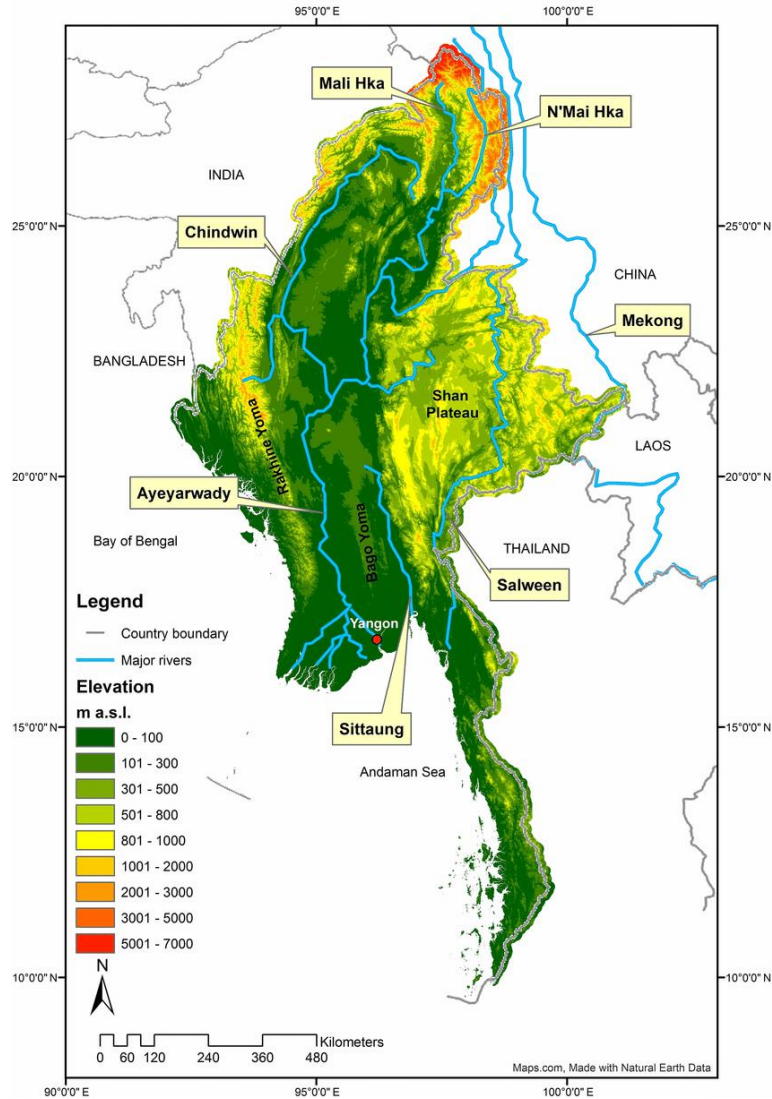 95°0'0"E
100°0'0"E
Mali Hka
N'Mai Hka
INDIA
25°0'0"N
25°0'0"N
Chindwin
CHINA
Mekong
BANGLADESH
Shan
Plateau
Rakhine Yoma
LAOS
20°0'0"N
20°0'0"N
Ayeyarwady
Bago Yoma
Bay of Bengal
THAILAND
Salween
Legend
Country boundary
Major rivers
Yangon
Elevation
m a.s.l.
Sittaung
15°0'0"N
15°0'0"N
0 - 100
101 - 300
301 - 500
501 - 800
801 - 1000
1001 - 2000
2001 - 3000
3001 - 5000
5001 - 7000
Andaman Sea
N
10°0'0"N
10°0'0"N
Kilometers
0 60 120 240 360 480
Maps.com, Made with Natural Earth Data
90°0'0"E
95°0'0"E
100°0'0"E